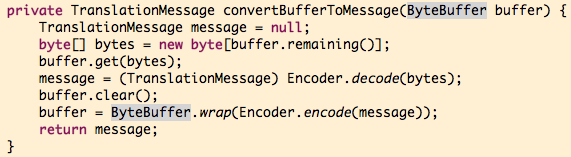 private TranslationMessage convertBufferToMessage(ByteBuffer buffer) {
    TranslationMessage message = null;
    byte[] bytes = new byte[buffer.remaining()];
    buffer.get(bytes);
    message = (TranslationMessage) Encoder.decode(bytes);
    buffer.clear();
    buffer = ByteBuffer.wrap(Encoder.encode(message));
    return message;
}